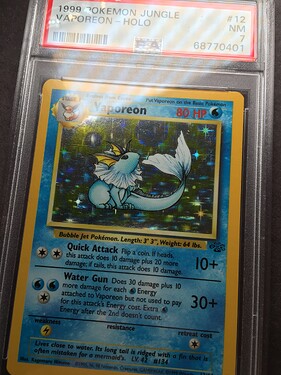 1999 POKEMON JUNGLE #12
VAPOREON - HOLO NM
7
PSA 68770401
Put Vaporeon on the Basic Pokémon
Vaporeon 80 HP
Bubble Jet Pokémon. Length: 3' 3", Weight: 64 lbs.
Quick Attack Flip a coin. If heads,
this attack does 10 damage plus 20 more
damage; if tails, this attack does 10 damage.
10+
Water Gun Does 30 damage plus 10
more damage for each Energy
attached to Vaporeon but not used to pay
for this attack's Energy cost. Extra
Energy after the 2nd doesn't count.
30+
weakness resistance retreat cost
Lives close to water. Its long tail is ridged with a fin that is
often mistaken for a mermaid's. LV. 42 #134